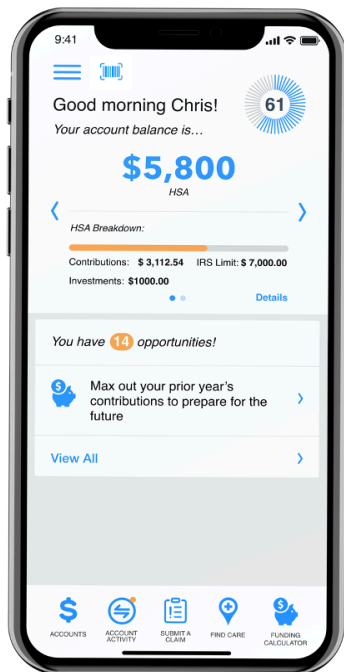 9:41
Good morning Chris!
61
Your account balance is...
$5,800
HSA
HSA Breakdown:
Contributions: $ 3,112.54 IRS Limit: $ 7,000.00
Investments: $1000.00
Details
You have 14 opportunities!
Max out your prior year's
contributions to prepare for the
future
View All
ACCOUNTS
ACCOUNT
ACTIVITY
SUBMIT A
CLAIM
FIND CARE
FUNDING
CALCULATOR